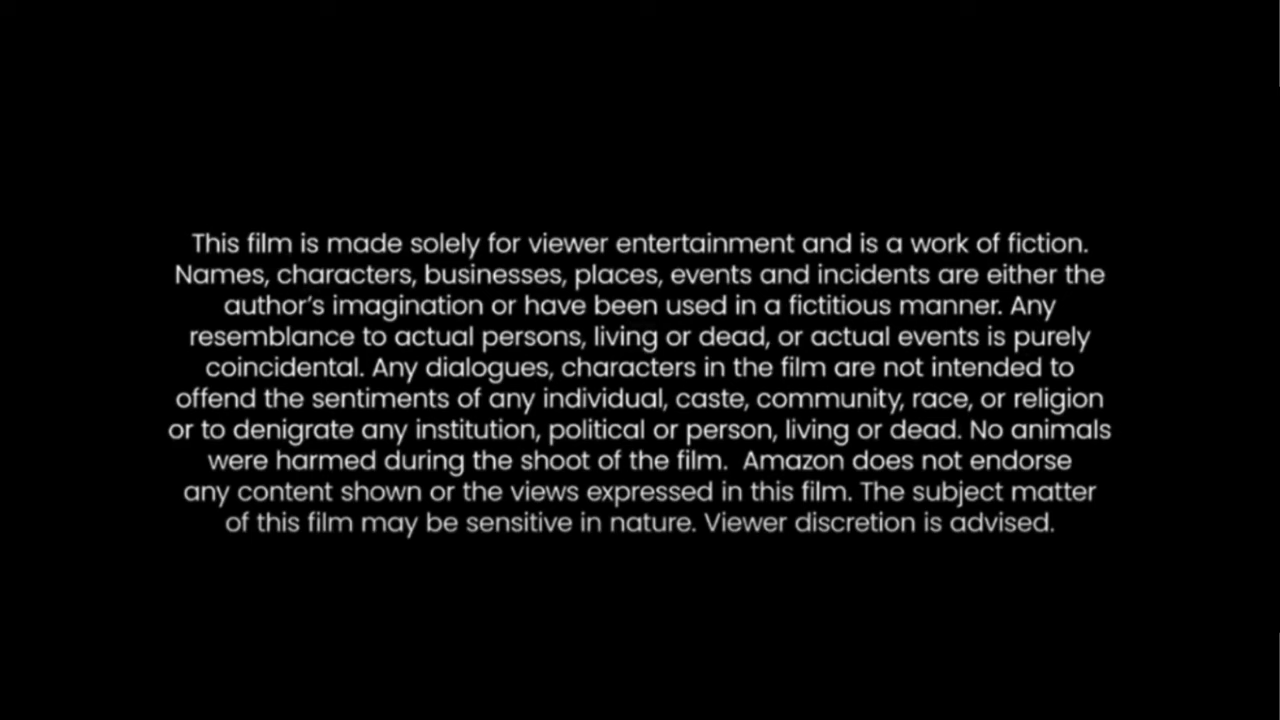 This film is made solely for viewer entertainment and is a work of fiction.
Names, characters, businesses, places, events and incidents are either the
author's imagination or have been used in a fictitious manner. Any
resemblance to actual persons, living or dead, or actual events is purely
coincidental. Any dialogues, characters in the film are not intended to
offend the sentiments of any individual, caste, community, race, or religion
or to denigrate any institution, political or person, living or dead. No animals
were harmed during the shoot of the film.  Amazon does not endorse
any content shown or the views expressed in this film. The subject matter
of this film may be sensitive in nature. Viewer discretion is advised.